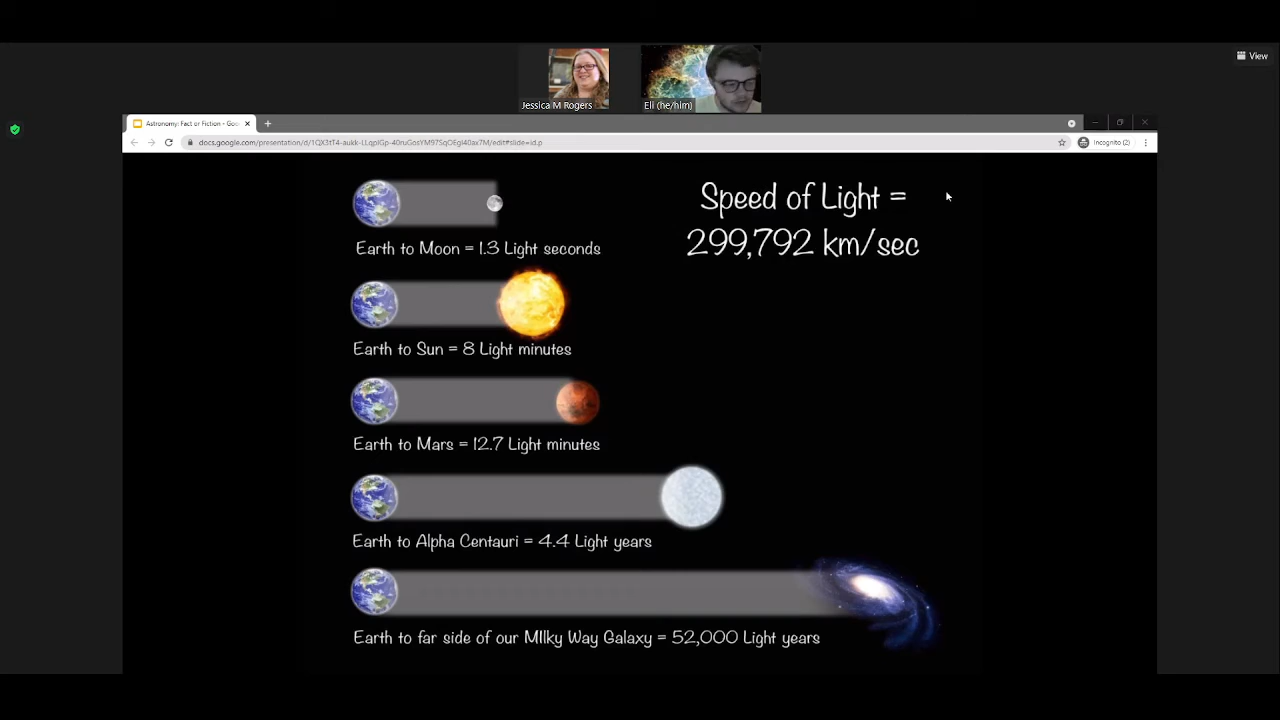 View
Jessica M Rogers
Eli (he/him)
Astronomy: Fact or Fiction - Goo
Incognito (2)
Speed of Light =
299,792 km/sec
Earth to Moon = 1.3 Light seconds
Earth to Sun = 8 Light minutes
Earth to Mars = 12.7 Light minutes
Earth to Alpha Centauri = 4.4 Light years
Earth to far side of our MIlky Way Galaxy = 52,000 Light years